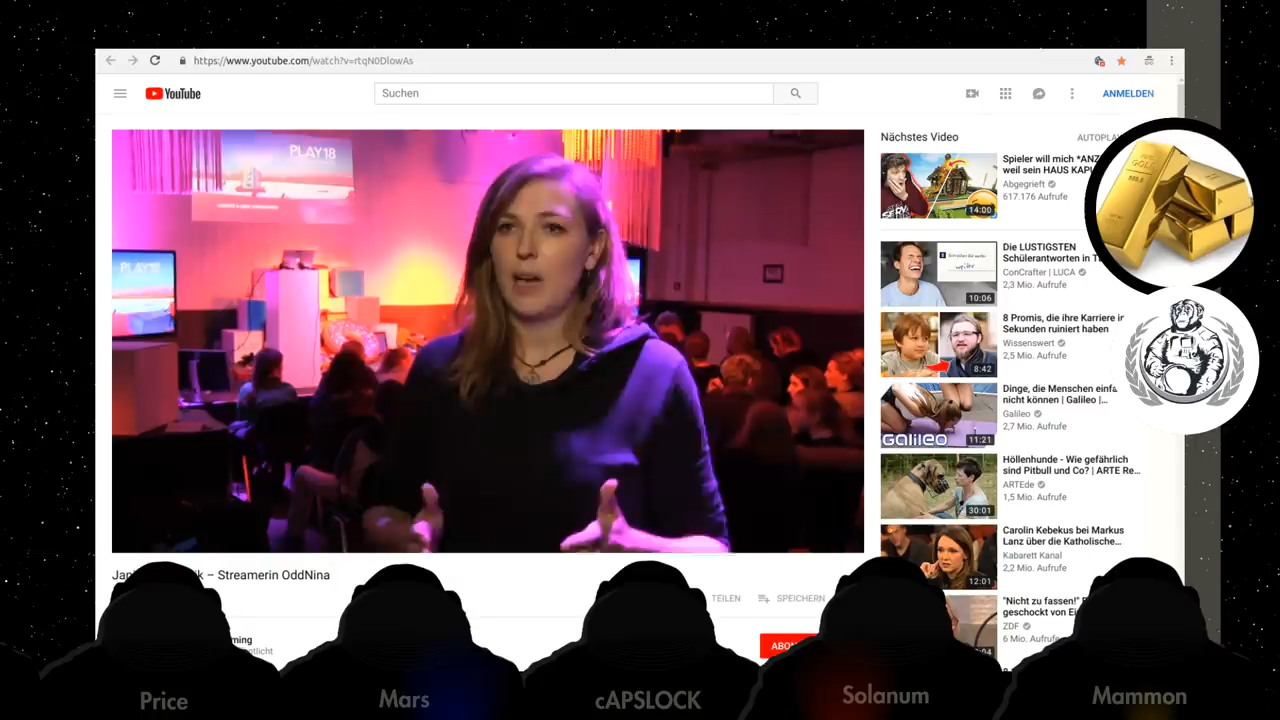 https://www.youtube.com/watch?v=rtqN0DlowAs
YouTube
Suchen
ANMELDEN
PLAY18
PLAY18
Nächstes Video
AUTOPLAY
Spieler will mich *ANZ
weil sein HAUS KAPU
Abgegrieft
617.176 Aufrufe
14:00
Die LUSTIGSTEN
Schülerantworten in T
ConCrafter | LUCA
2,3 Mio. Aufrufe
10:06
8 Promis, die ihre Karriere in
Sekunden ruiniert haben
Wissenswert
2,5 Mio. Aufrufe
8:42
Dinge, die Menschen einfa
nicht können | Galileo |...
Galileo
2,7 Mio. Aufrufe
GALILEO
11:21
Höllenhunde - Wie gefährlich
sind Pitbull und Co? | ARTE Re...
ARTEde
1,5 Mio. Aufrufe
30:01
Carolin Kebekus bei Markus
Lanz über die Katholische...
Kabarett Kanal
2,2 Mio. Aufrufe
12:01
"Nicht zu fassen!"
geschockt von Ei
ZDF
6 Mio. Aufrufe
– Streamerin OddNina
TEILEN
SPEICHERN
ming
entlicht
ABON
Price
Mars
cAPSLOCK
Solanum
Mammon